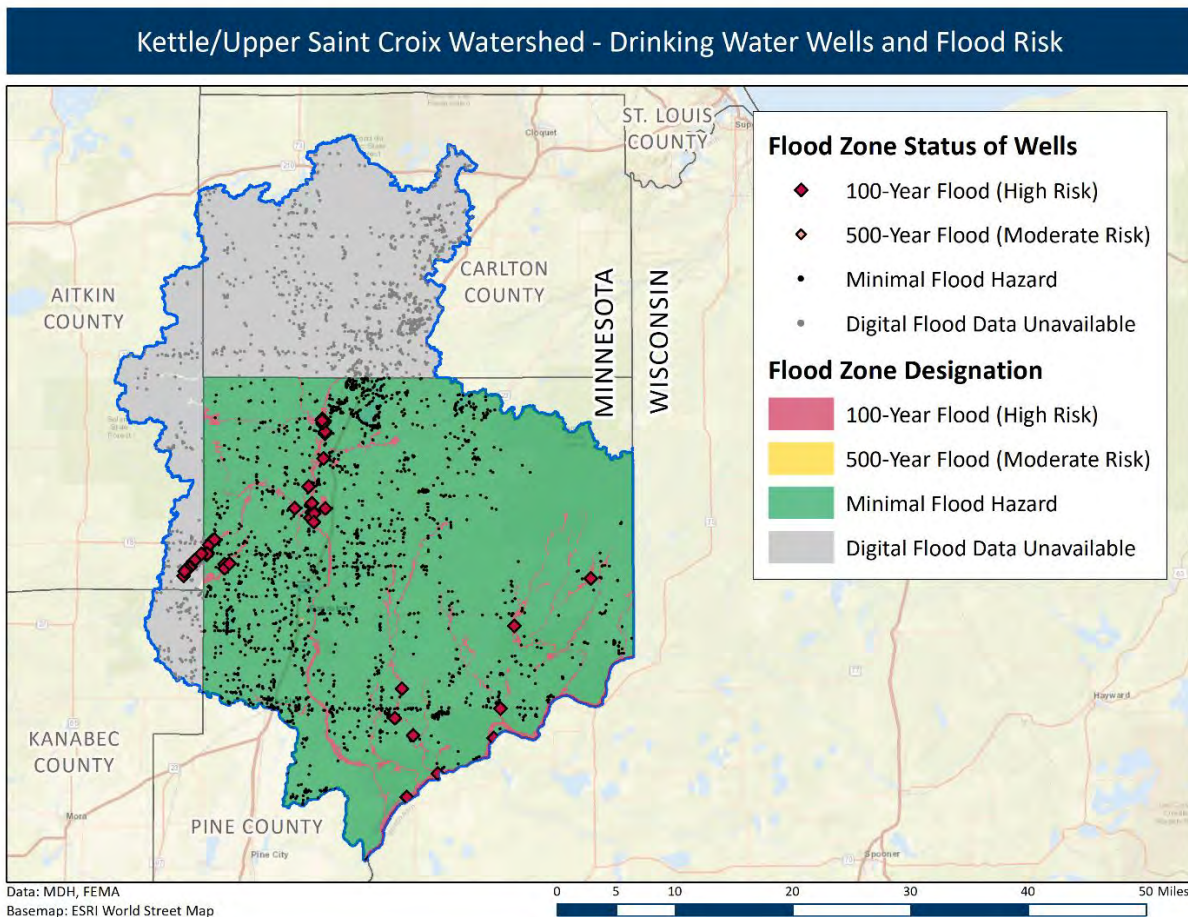 Kettle/Upper Saint Croix Watershed - Drinking Water Wells and Flood Risk
ST. LOUIS
COUNTY
Cloquet
210
CARLTON
COUNTY
AITKIN
COUNTY
MINNESOTA
WISCONSIN
KANABEC
COUNTY
Mora
PINE COUNTY
Pine City
Hayward
Spooner
Flood Zone Status of Wells
100-Year Flood (High Risk)
500-Year Flood (Moderate Risk)
Minimal Flood Hazard
Digital Flood Data Unavailable
Flood Zone Designation
100-Year Flood (High Risk)
500-Year Flood (Moderate Risk)
Minimal Flood Hazard
Digital Flood Data Unavailable
Data: MDH, FEMA
Basemap: ESRI World Street Map
0 5 10 20 30 40 50 Miles